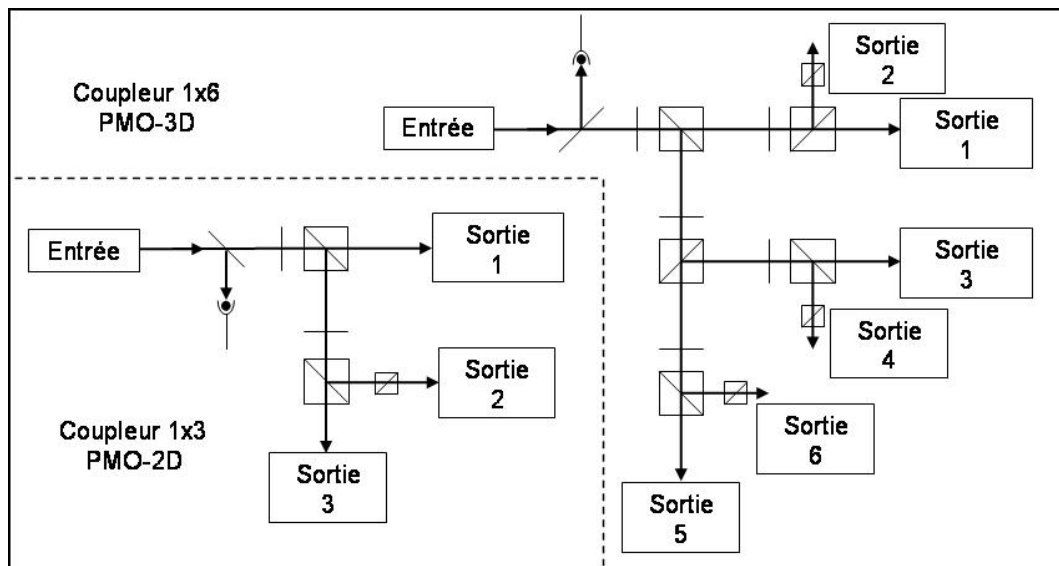 Coupleur 1x6
PMO-3D
Entrée
Sortie
2
Sortie
1
Sortie
3
Sortie
4
Sortie
6
Sortie
5
Entrée
Sortie
1
Sortie
2
Sortie
3
Coupleur 1x3
PMO-2D